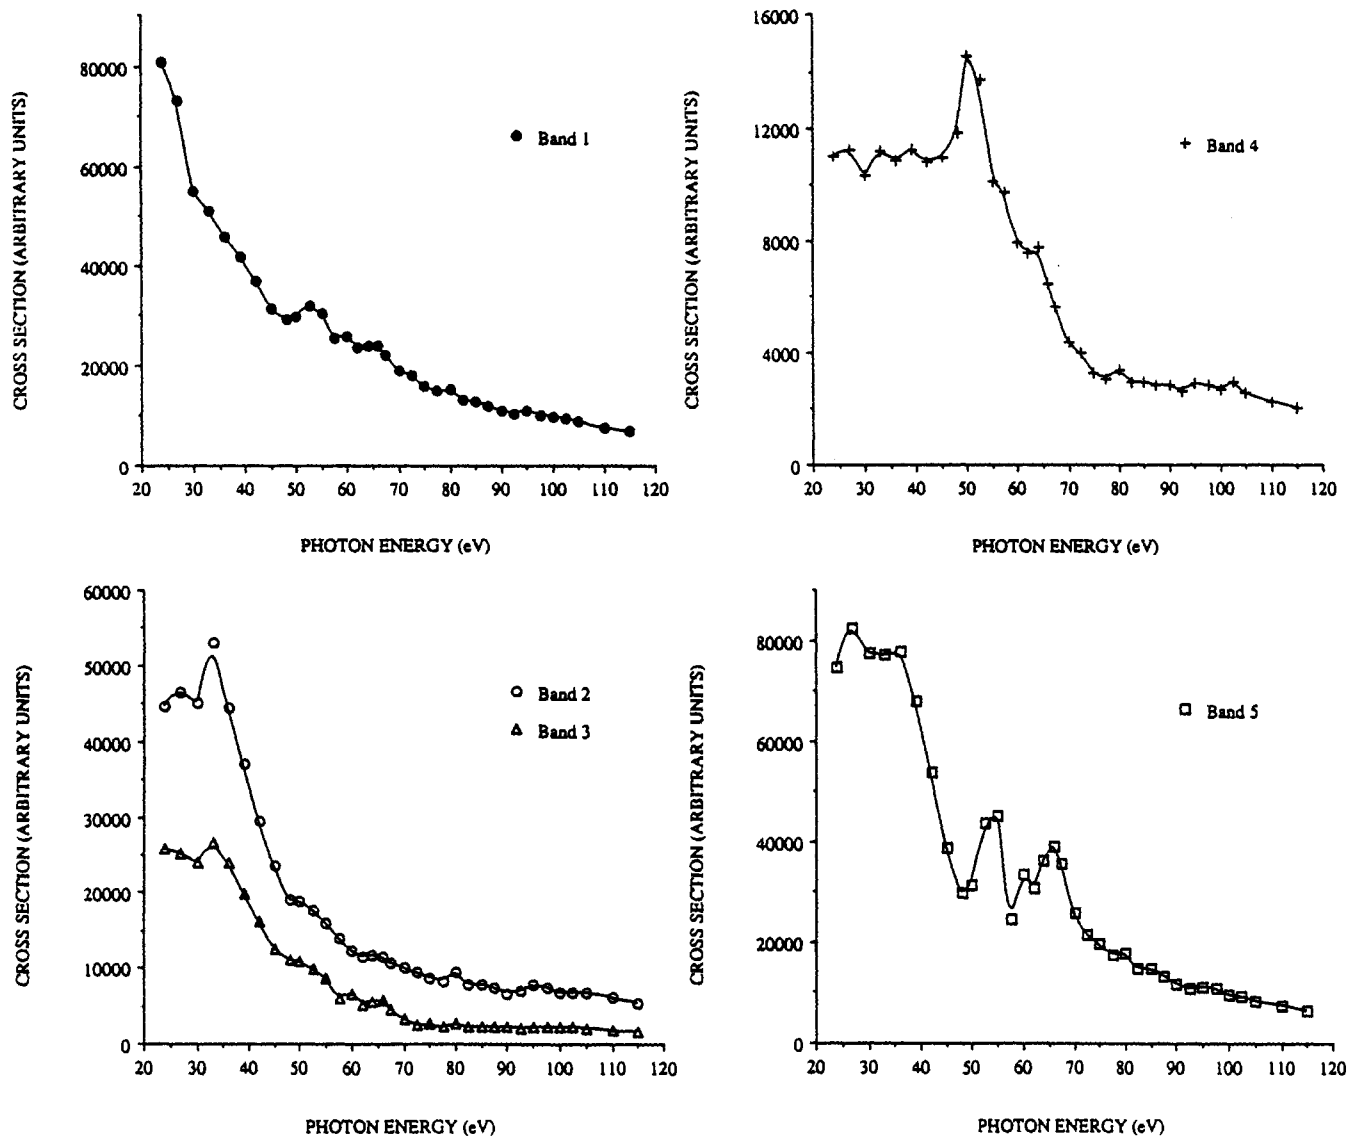 CROSS SECTION (ARBITRARY UNITS)
80000
60000
40000
20000
0
20 30 40 50 60 70 80 90 100 110 120
PHOTON ENERGY (eV)
Band 1
CROSS SECTION (ARBITRARY UNITS)
16000
12000
8000
4000
0
20 30 40 50 60 70 80 90 100 110 120
PHOTON ENERGY (eV)
Band 4
CROSS SECTION (ARBITRARY UNITS)
60000
50000
40000
30000
20000
10000
0
20 30 40 50 60 70 80 90 100 110 120
PHOTON ENERGY (eV)
Band 2
Band 3
CROSS SECTION (ARBITRARY UNITS)
80000
60000
40000
20000
0
20 30 40 50 60 70 80 90 100 110 120
PHOTON ENERGY (eV)
Band 5